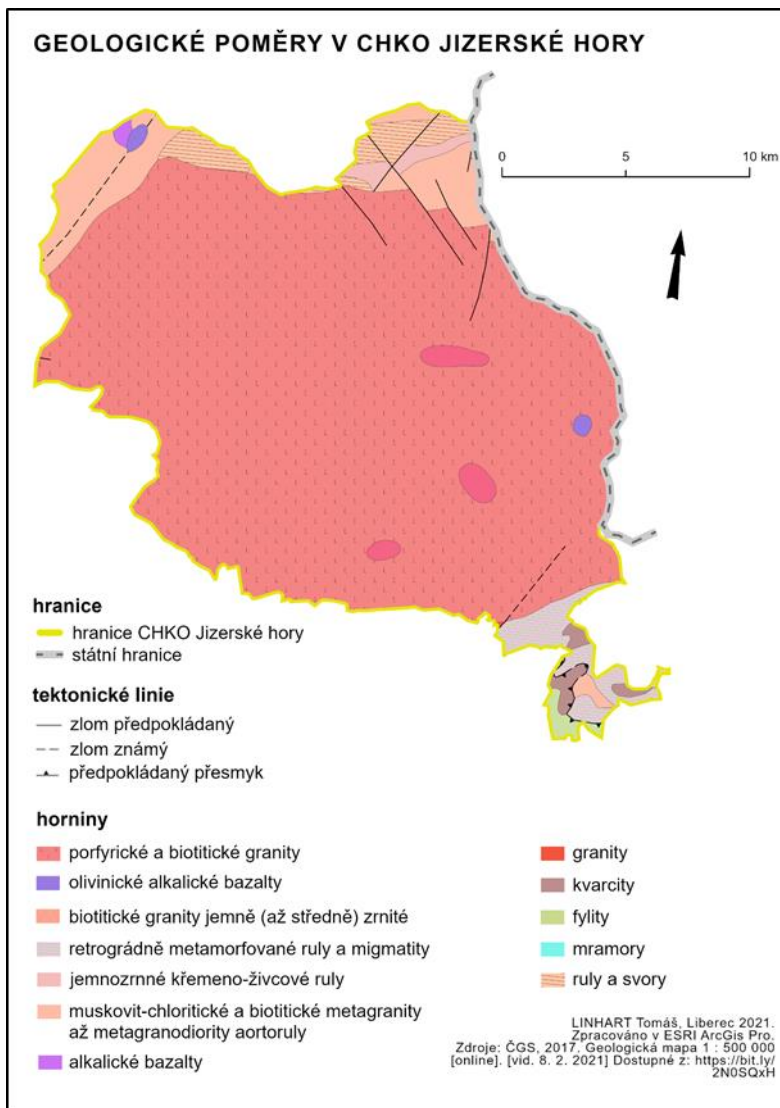 GEOLOGICKÉ POMĚRY V CHKO JIZERSKÉ HORY
0 5 10 km
hranice
hranice CHKO Jizerské hory
státní hranice
tektonické linie
zlom předpokládaný
zlom známý
předpokládaný přesmyk
horniny
porfyrické a biotitické granity
olivinické alkalické bazalty
biotitické granity jemně (až středně) zrnité
retrográdně metamorfované ruly a migmatity
jemnozrnné křemeno-živcové ruly
muskovit-chloritické a biotitické metagranity
až metagranodiority aortoruly
alkalické bazalty
granity
kvarcity
fylity
mramory
ruly a svory
LINHART Tomáš, Liberec 2021.
Zpracováno v ESRI ArcGis Pro.
Zdroje: ČGS, 2017. Geologická mapa 1 : 500 000
[online]. [vid. 8. 2. 2021] Dostupné z: https://bit.ly/
2N0SQxH